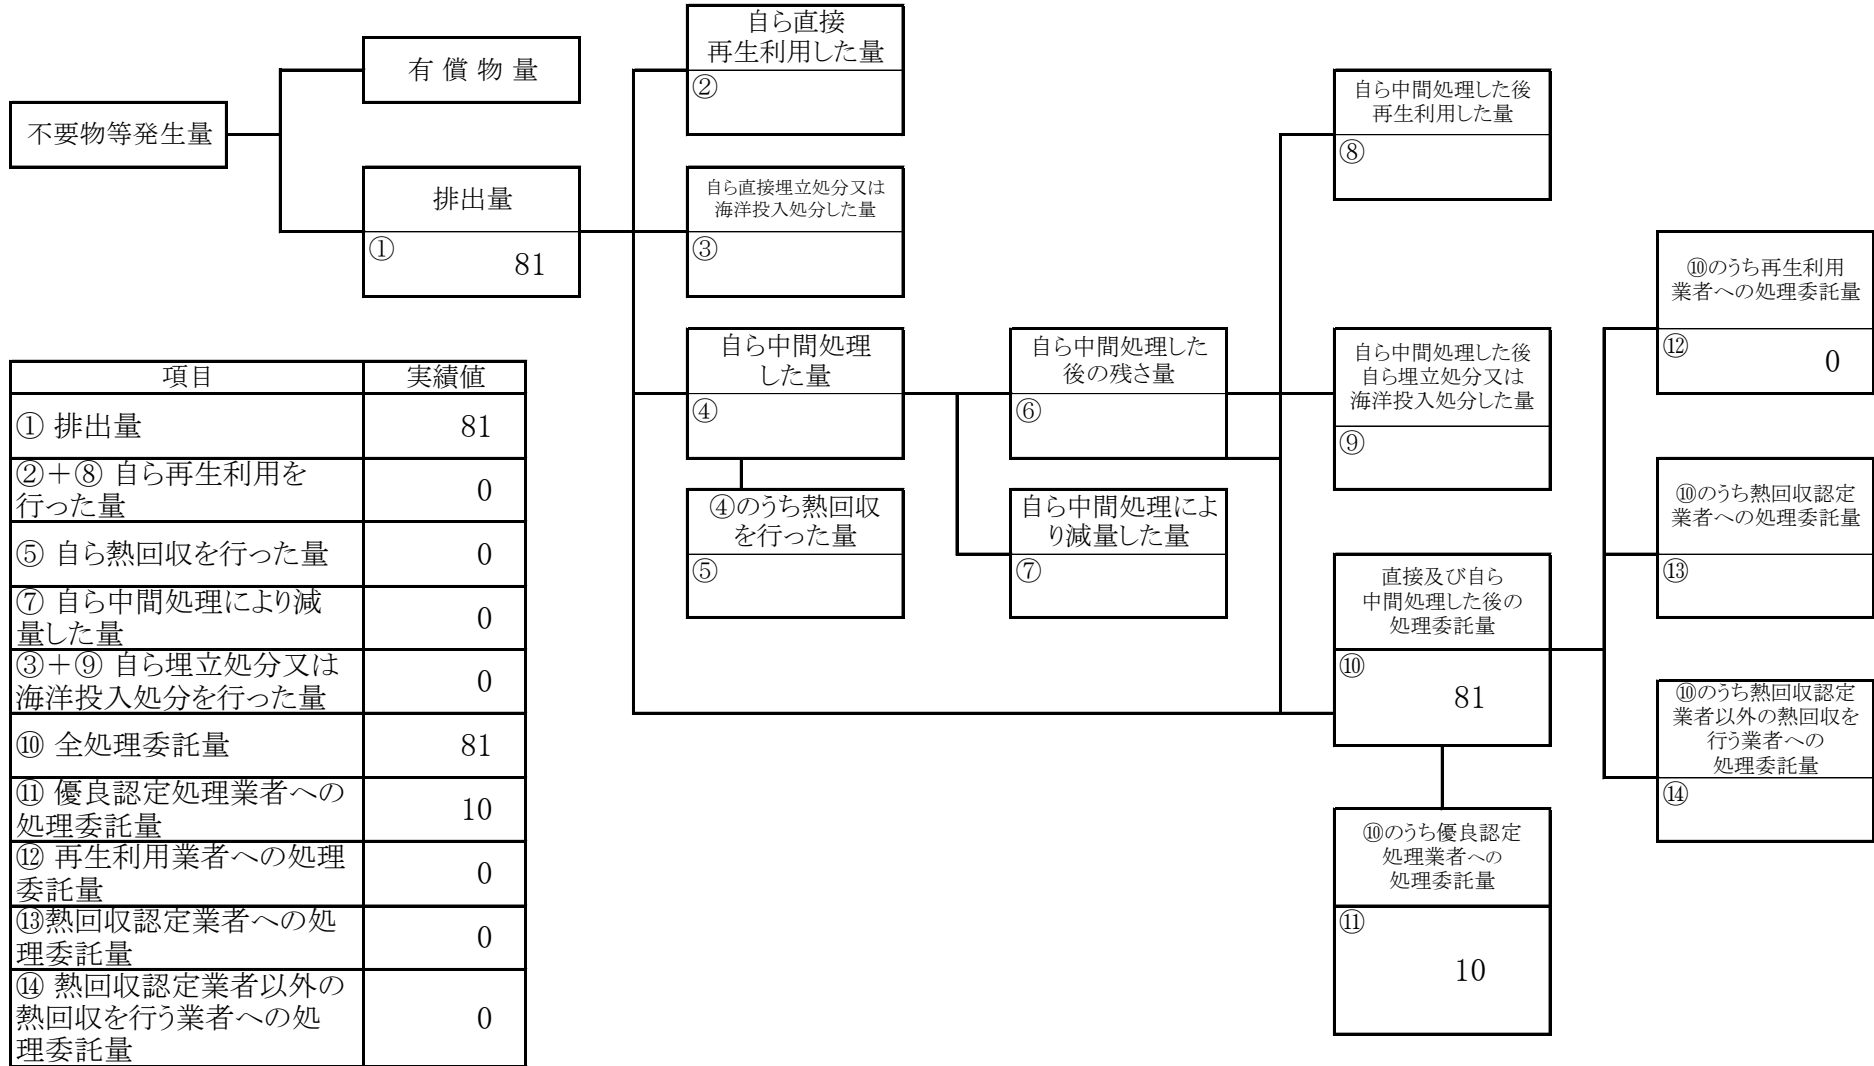 不要物等発生量
有償物量
排出量
①
81
自ら直接
再生利用した量
②
自ら直接埋立処分又は
海洋投入処分した量
③
自ら中間処理
した量
④
④のうち熱回収
を行った量
⑤
自ら中間処理した
後の残さ量
⑥
自ら中間処理によ
り減量した量
⑦
自ら中間処理した後
再生利用した量
⑧
自ら中間処理した後
自ら埋立処分又は
海洋投入処分した量
⑨
直接及び自ら
中間処理した後の
処理委託量
⑩
81
⑩のうち優良認定
処理業者への
処理委託量
⑪
10
⑩のうち再生利用
業者への処理委託量
⑫
0
⑩のうち熱回収認定
業者への処理委託量
⑬
⑩のうち熱回収認定
業者以外の熱回収を
行う業者への
処理委託量
⑭
項目 実績値
① 排出量 81
②＋⑧ 自ら再生利用を
行った量 0
⑤ 自ら熱回収を行った量 0
⑦ 自ら中間処理により減
量した量 0
③＋⑨ 自ら埋立処分又は
海洋投入処分を行った量 0
⑩ 全処理委託量 81
⑪ 優良認定処理業者への
処理委託量 10
⑫ 再生利用業者への処理
委託量 0
⑬熱回収認定業者への処
理委託量 0
⑭ 熱回収認定業者以外の
熱回収を行う業者への処
理委託量 0